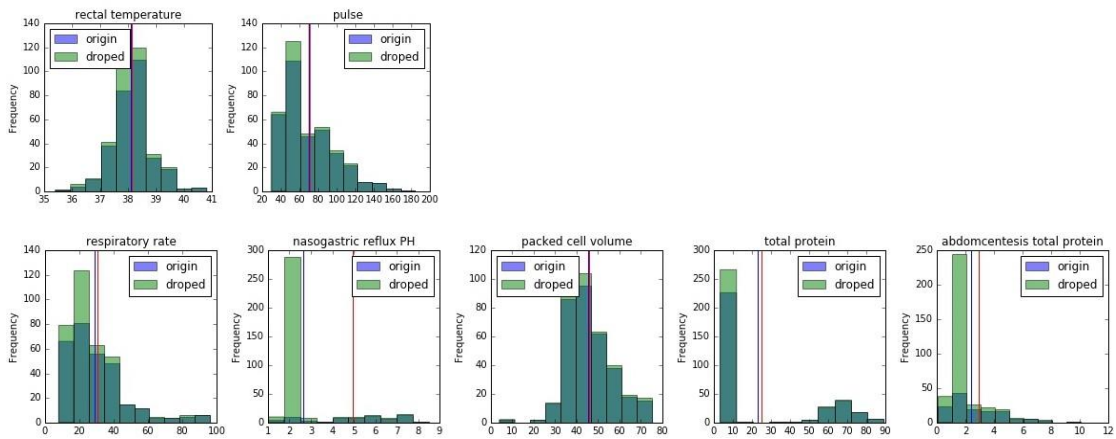 rectal temperature
pulse
140
120
100
80
60
40
20
0
Frequency
origin
droped
35 36 37 38 39 40 41
140
120
100
80
60
40
20
0
Frequency
origin
droped
20 40 60 80 100 120 140 160 180 200
respiratory rate
nasogastric reflux PH
packed cell volume
total protein
abdomcentesis total protein
140
120
100
80
60
40
20
0
Frequency
origin
droped
0 20 40 60 80 100
300
250
200
150
100
50
0
Frequency
origin
droped
1 2 3 4 5 6 7 8 9
120
100
80
60
40
20
0
Frequency
origin
droped
0 10 20 30 40 50 60 70 80
300
250
200
150
100
50
0
Frequency
origin
droped
0 10 20 30 40 50 60 70 80 90
250
200
150
100
50
0
Frequency
origin
droped
0 2 4 6 8 10 12